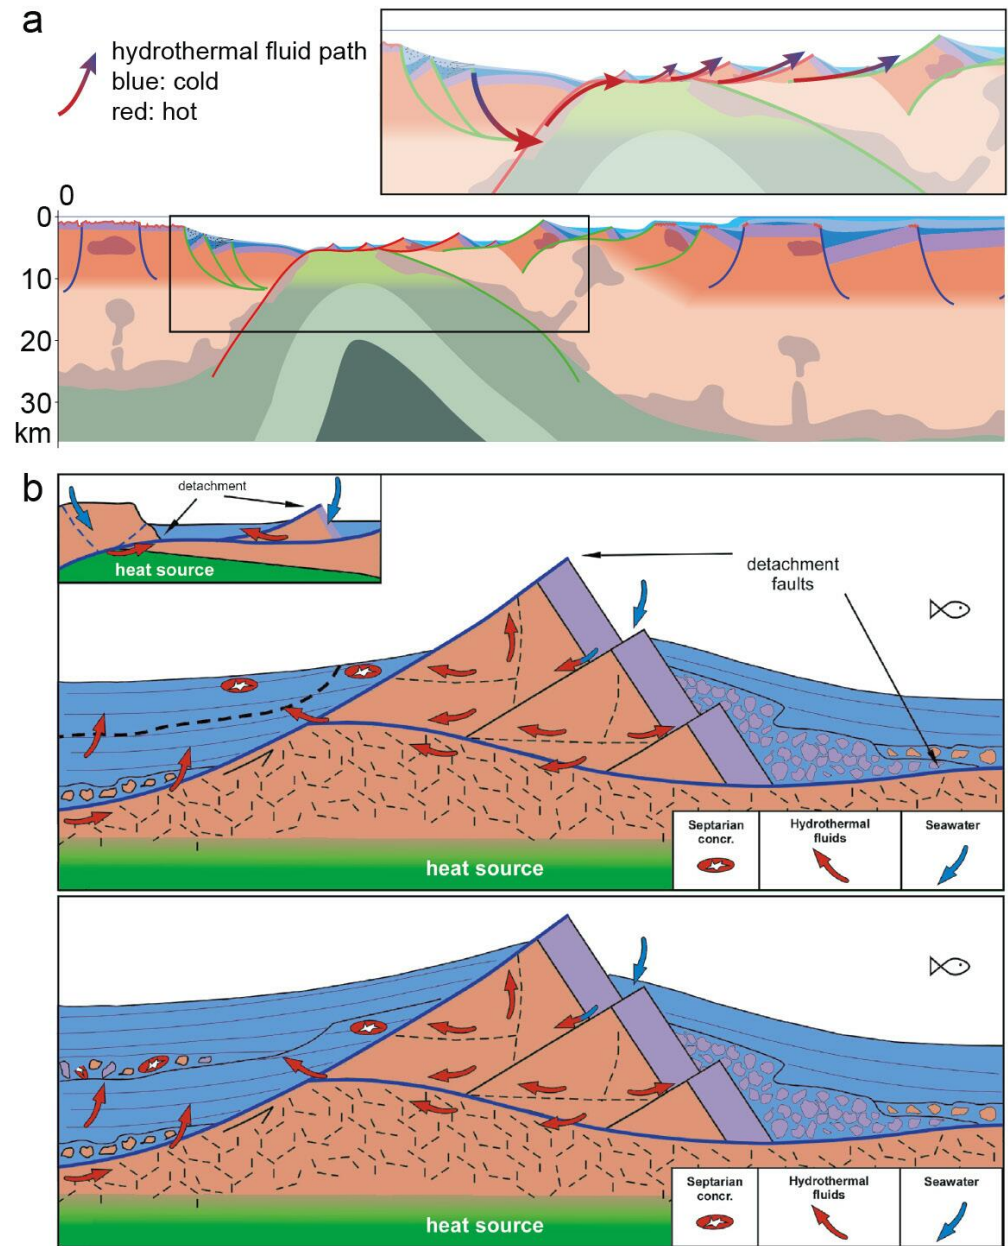 a
hydrothermal fluid path
blue: cold
red: hot
0
0
10
20
30
km
b
detachment
heat source
detachment
faults
heat source
Septarian
concr.
Hydrothermal
fluids
Seawater
heat source
Septarian
concr.
Hydrothermal
fluids
Seawater